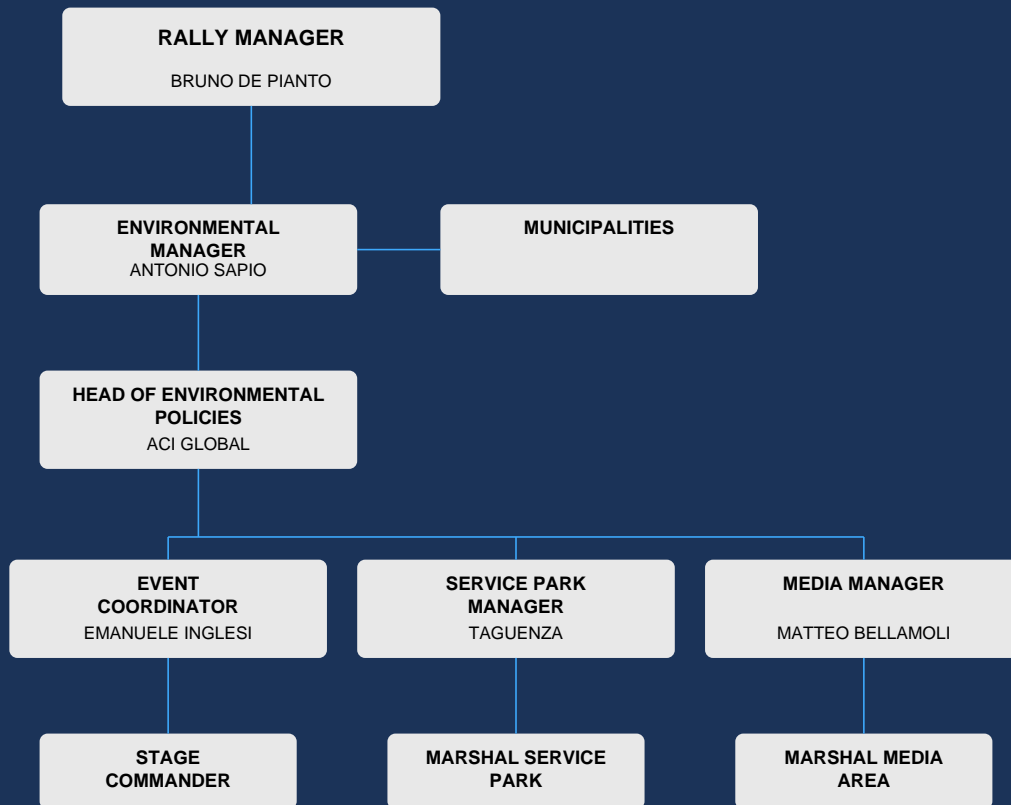 RALLY MANAGER
BRUNO DE PIANTO
ENVIRONMENTAL
MANAGER
ANTONIO SAPIO
MUNICIPALITIES
HEAD OF ENVIRONMENTAL
POLICIES
ACI GLOBAL
EVENT
COORDINATOR
EMANUELE INGLESI
SERVICE PARK
MANAGER
TAGUENZA
MEDIA MANAGER
MATTEO BELLAMOLI
STAGE
COMMANDER
MARSHAL SERVICE
PARK
MARSHAL MEDIA
AREA